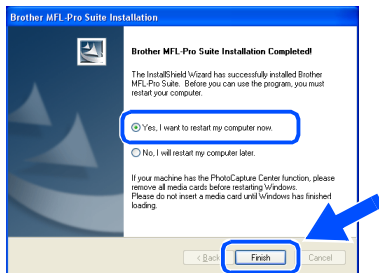 Brother MFL-Pro Suite Installation
Brother MFL-Pro Suite Installation Completed!
The InstallShield Wizard has successfully installed Brother
MFL-Pro Suite. Before you can use the program, you must
restart your computer.
Yes, I want to restart my computer now.
No, I will restart my computer later.
If your machine has the PhotoCapture Center function, please
remove all media cards before restarting Windows.
Please do not insert a media card until Windows has finished
loading.
< Back Finish Cancel